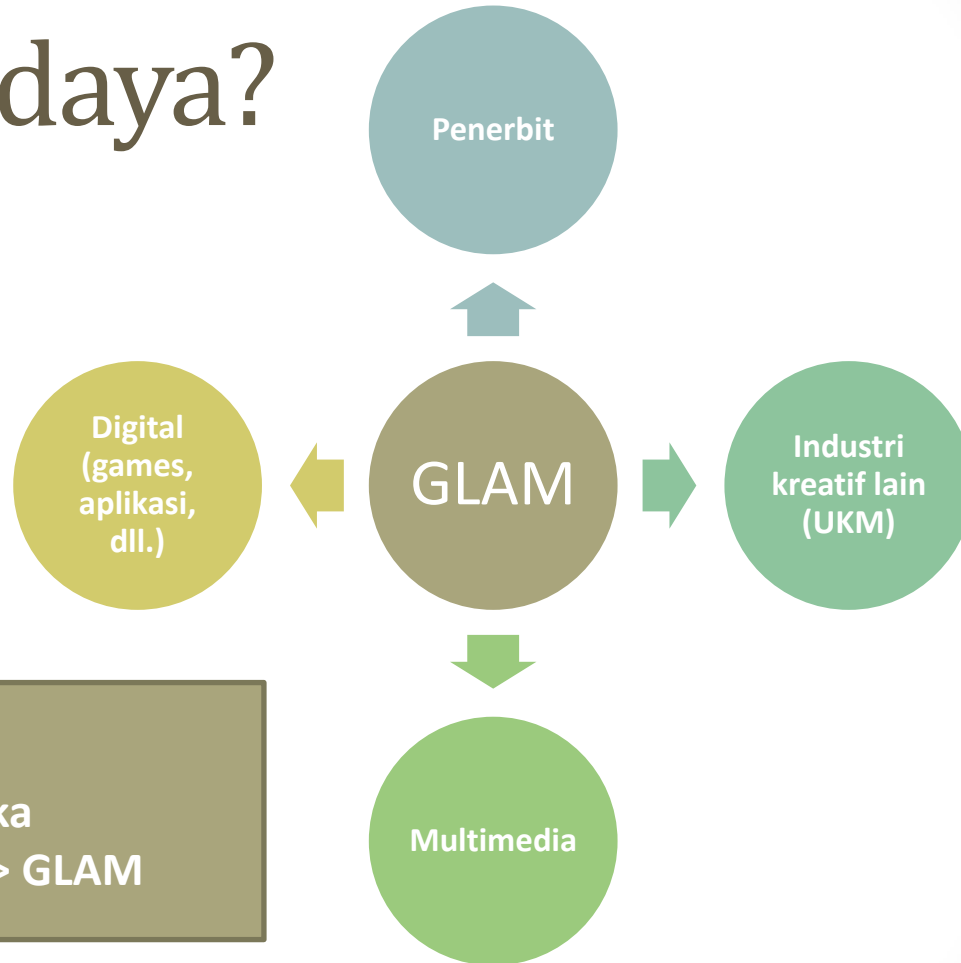 daya?
Penerbit
Digital
(games,
aplikasi,
dll.)
GLAM
Industri
kreatif lain
(UKM)
ka
> GLAM
Multimedia